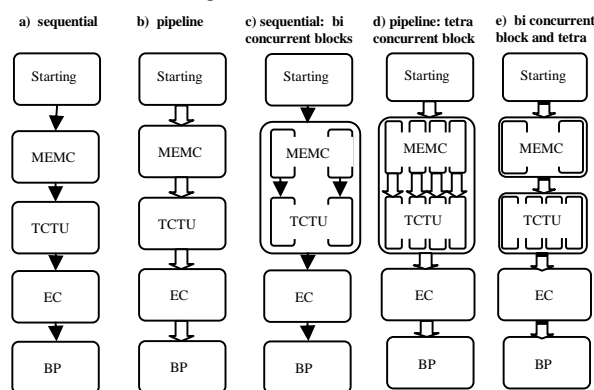 a) sequential
b) pipeline
c) sequential: bi
concurrent blocks
d) pipeline: tetra
concurrent block
e) bi concurrent
block and tetra
Starting
MEMC
TCTU
EC
BP
Starting
MEMC
TCTU
EC
BP
Starting
MEMC
TCTU
EC
BP
Starting
MEMC
TCTU
EC
BP
Starting
MEMC
TCTU
EC
BP